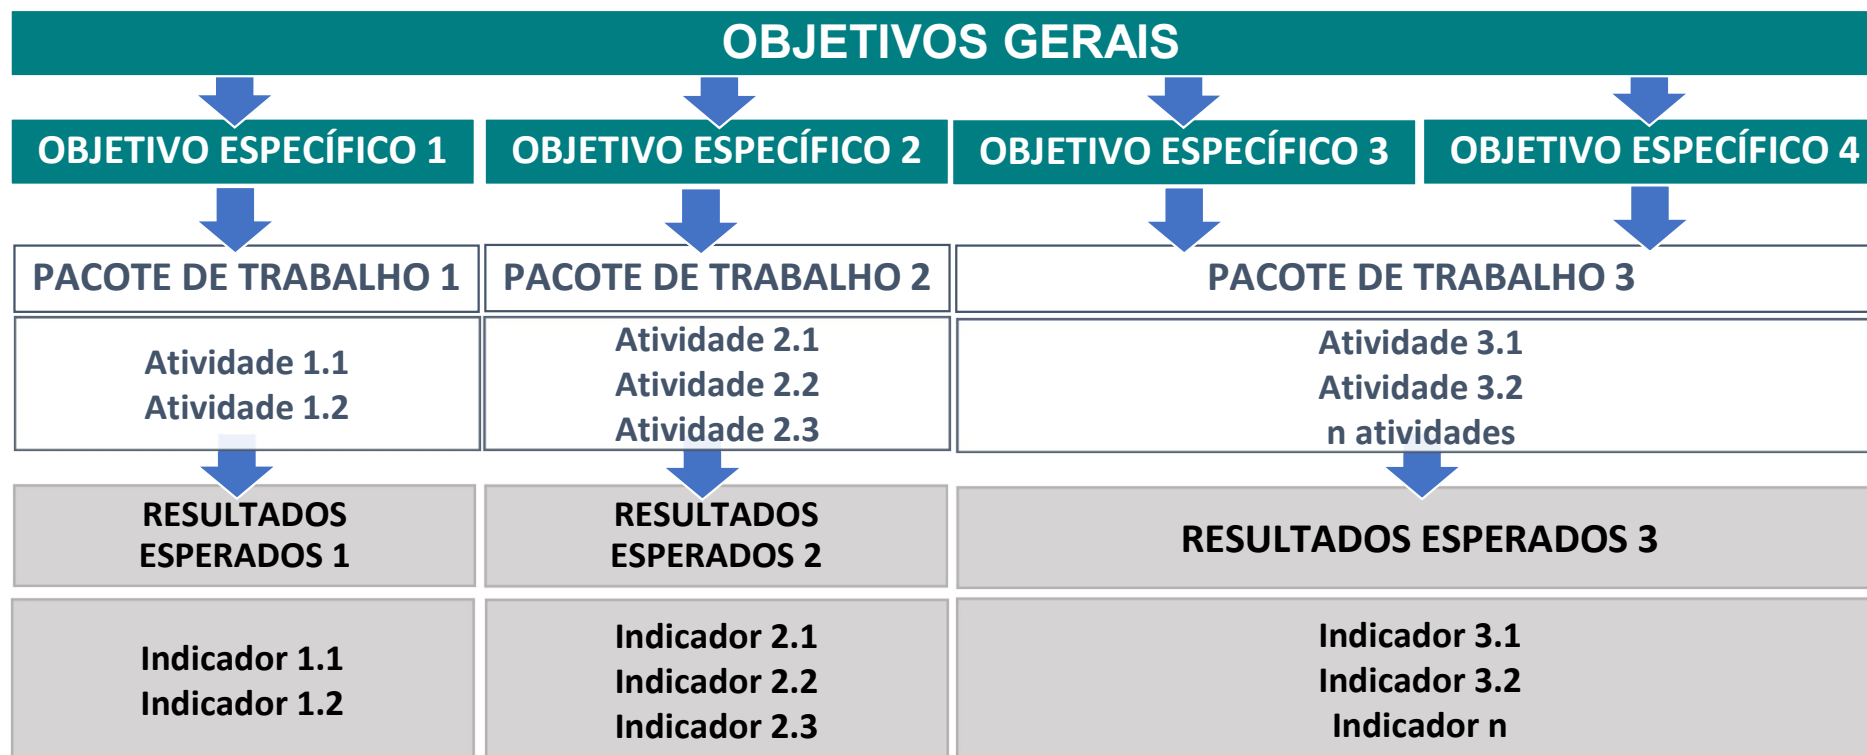 OBJETIVOS GERAIS
OBJETIVO ESPECÍFICO 1
OBJETIVO ESPECÍFICO 2
OBJETIVO ESPECÍFICO 3
OBJETIVO ESPECÍFICO 4
PACOTE DE TRABALHO 1
PACOTE DE TRABALHO 2
PACOTE DE TRABALHO 3
Atividade 1.1
Atividade 1.2
Atividade 2.1
Atividade 2.2
Atividade 2.3
Atividade 3.1
Atividade 3.2
n atividades
RESULTADOS
ESPERADOS 1
RESULTADOS
ESPERADOS 2
RESULTADOS ESPERADOS 3
Indicador 1.1
Indicador 1.2
Indicador 2.1
Indicador 2.2
Indicador 2.3
Indicador 3.1
Indicador 3.2
Indicador n